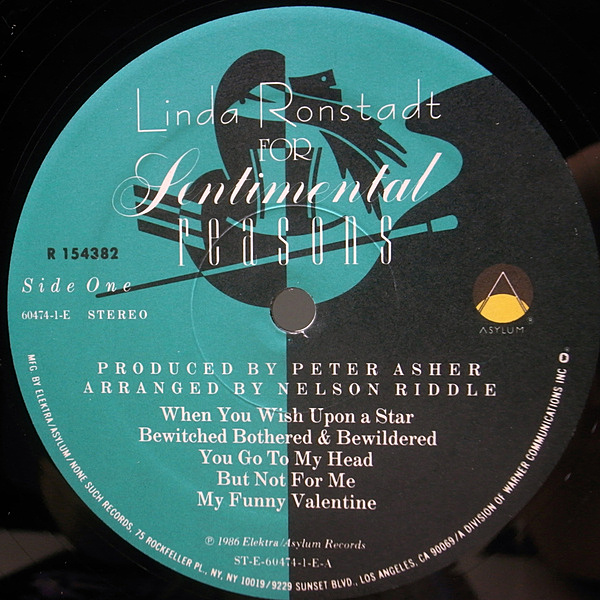 Linda Ronstadt
FOR
Sentimental
reasons
R 154382
Side One
60474-1-E STEREO
ASYLUM
PRODUCED BY PETER ASHER
ARRANGED BY NELSON RIDDLE
When You Wish Upon a Star
Bewitched Bothered & Bewildered
You Go To My Head
But Not For Me
My Funny Valentine
℗ 1986 Elektra/Asylum Records
ST-E-60474-1-E-A
MFG. BY ELEKTRA/ASYLUM/NONE SUCH RECORDS, 75 ROCKFELLER PL., NY, NY 10019/9229 SUNSET BLVD., LOS ANGELES, CA 90069/A DIVISION OF WARNER COMMUNICATIONS INC